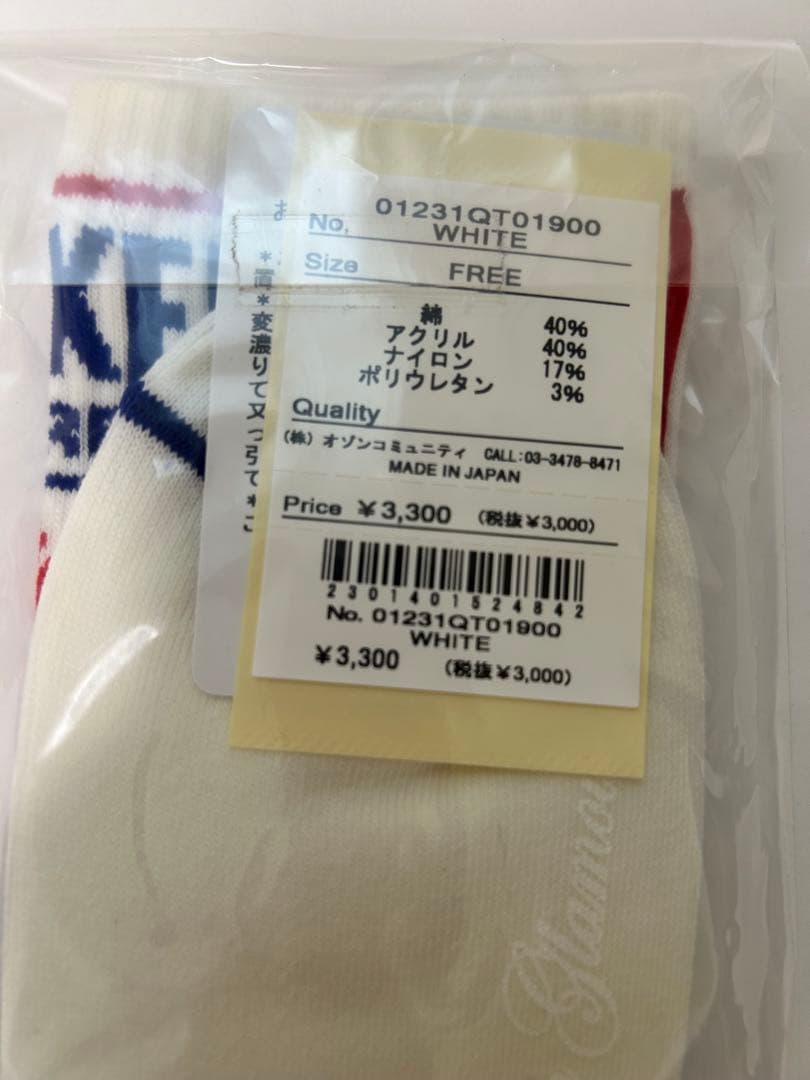 No. 01231QT01900
WHITE
Size FREE
綿 40%
アクリル 40%
ナイロン 17%
ポリウレタン 3%
Quality
(株) オゾンコミュニティ CALL:03-3478-8471
MADE IN JAPAN
Price ¥3,300 (税抜¥3,000)
2301401524842
No. 01231QT01900
WHITE
¥3,300 (税抜¥3,000)
KE
Glamou